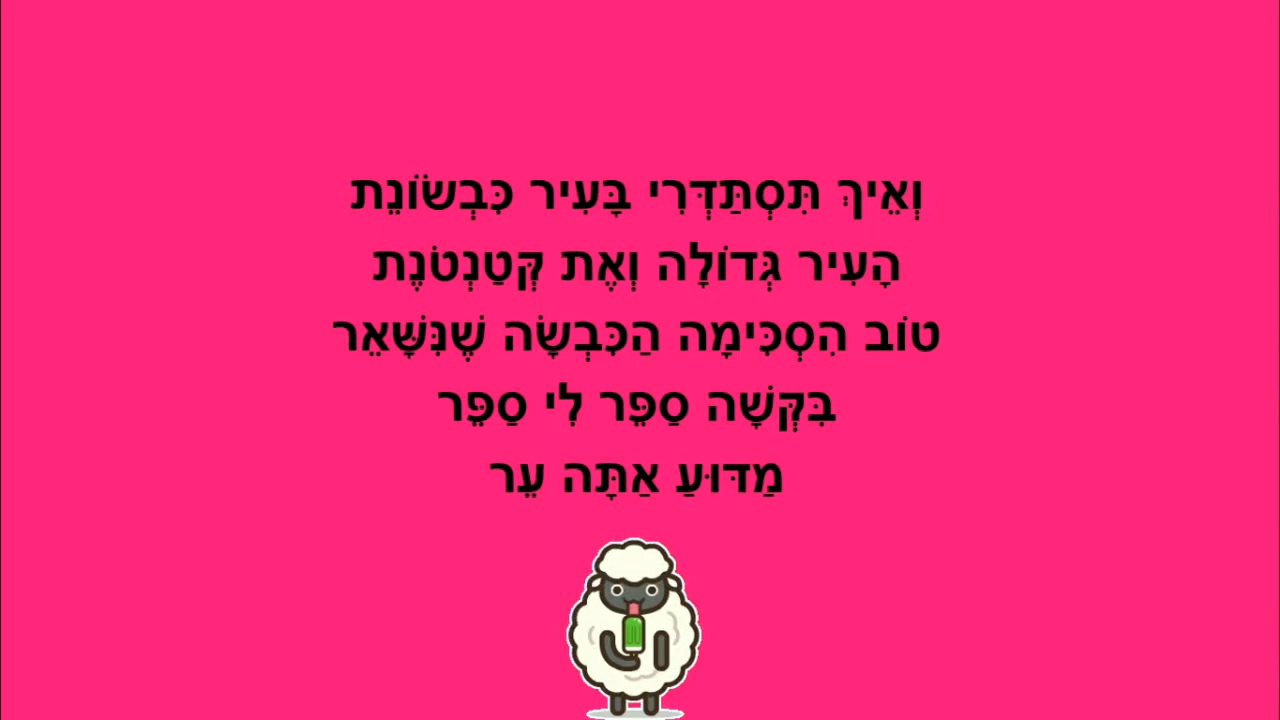 וְאֵיךְ תִּסְתַּדְּרִי בָּעִיר כִּבְשׂוֹנֵת
הָעִיר גְּדוֹלָה וְאֶת קְּטַנְטֹנֶת
טוֹב הִסְכִּימָה הַכִּבְשָׂה שֶׁנִּשָּׁאֵר
בִּקְּשָׁה סַפֵּר לִי סַפֵּר
מַדּוּעַ אַתָּה עֵר